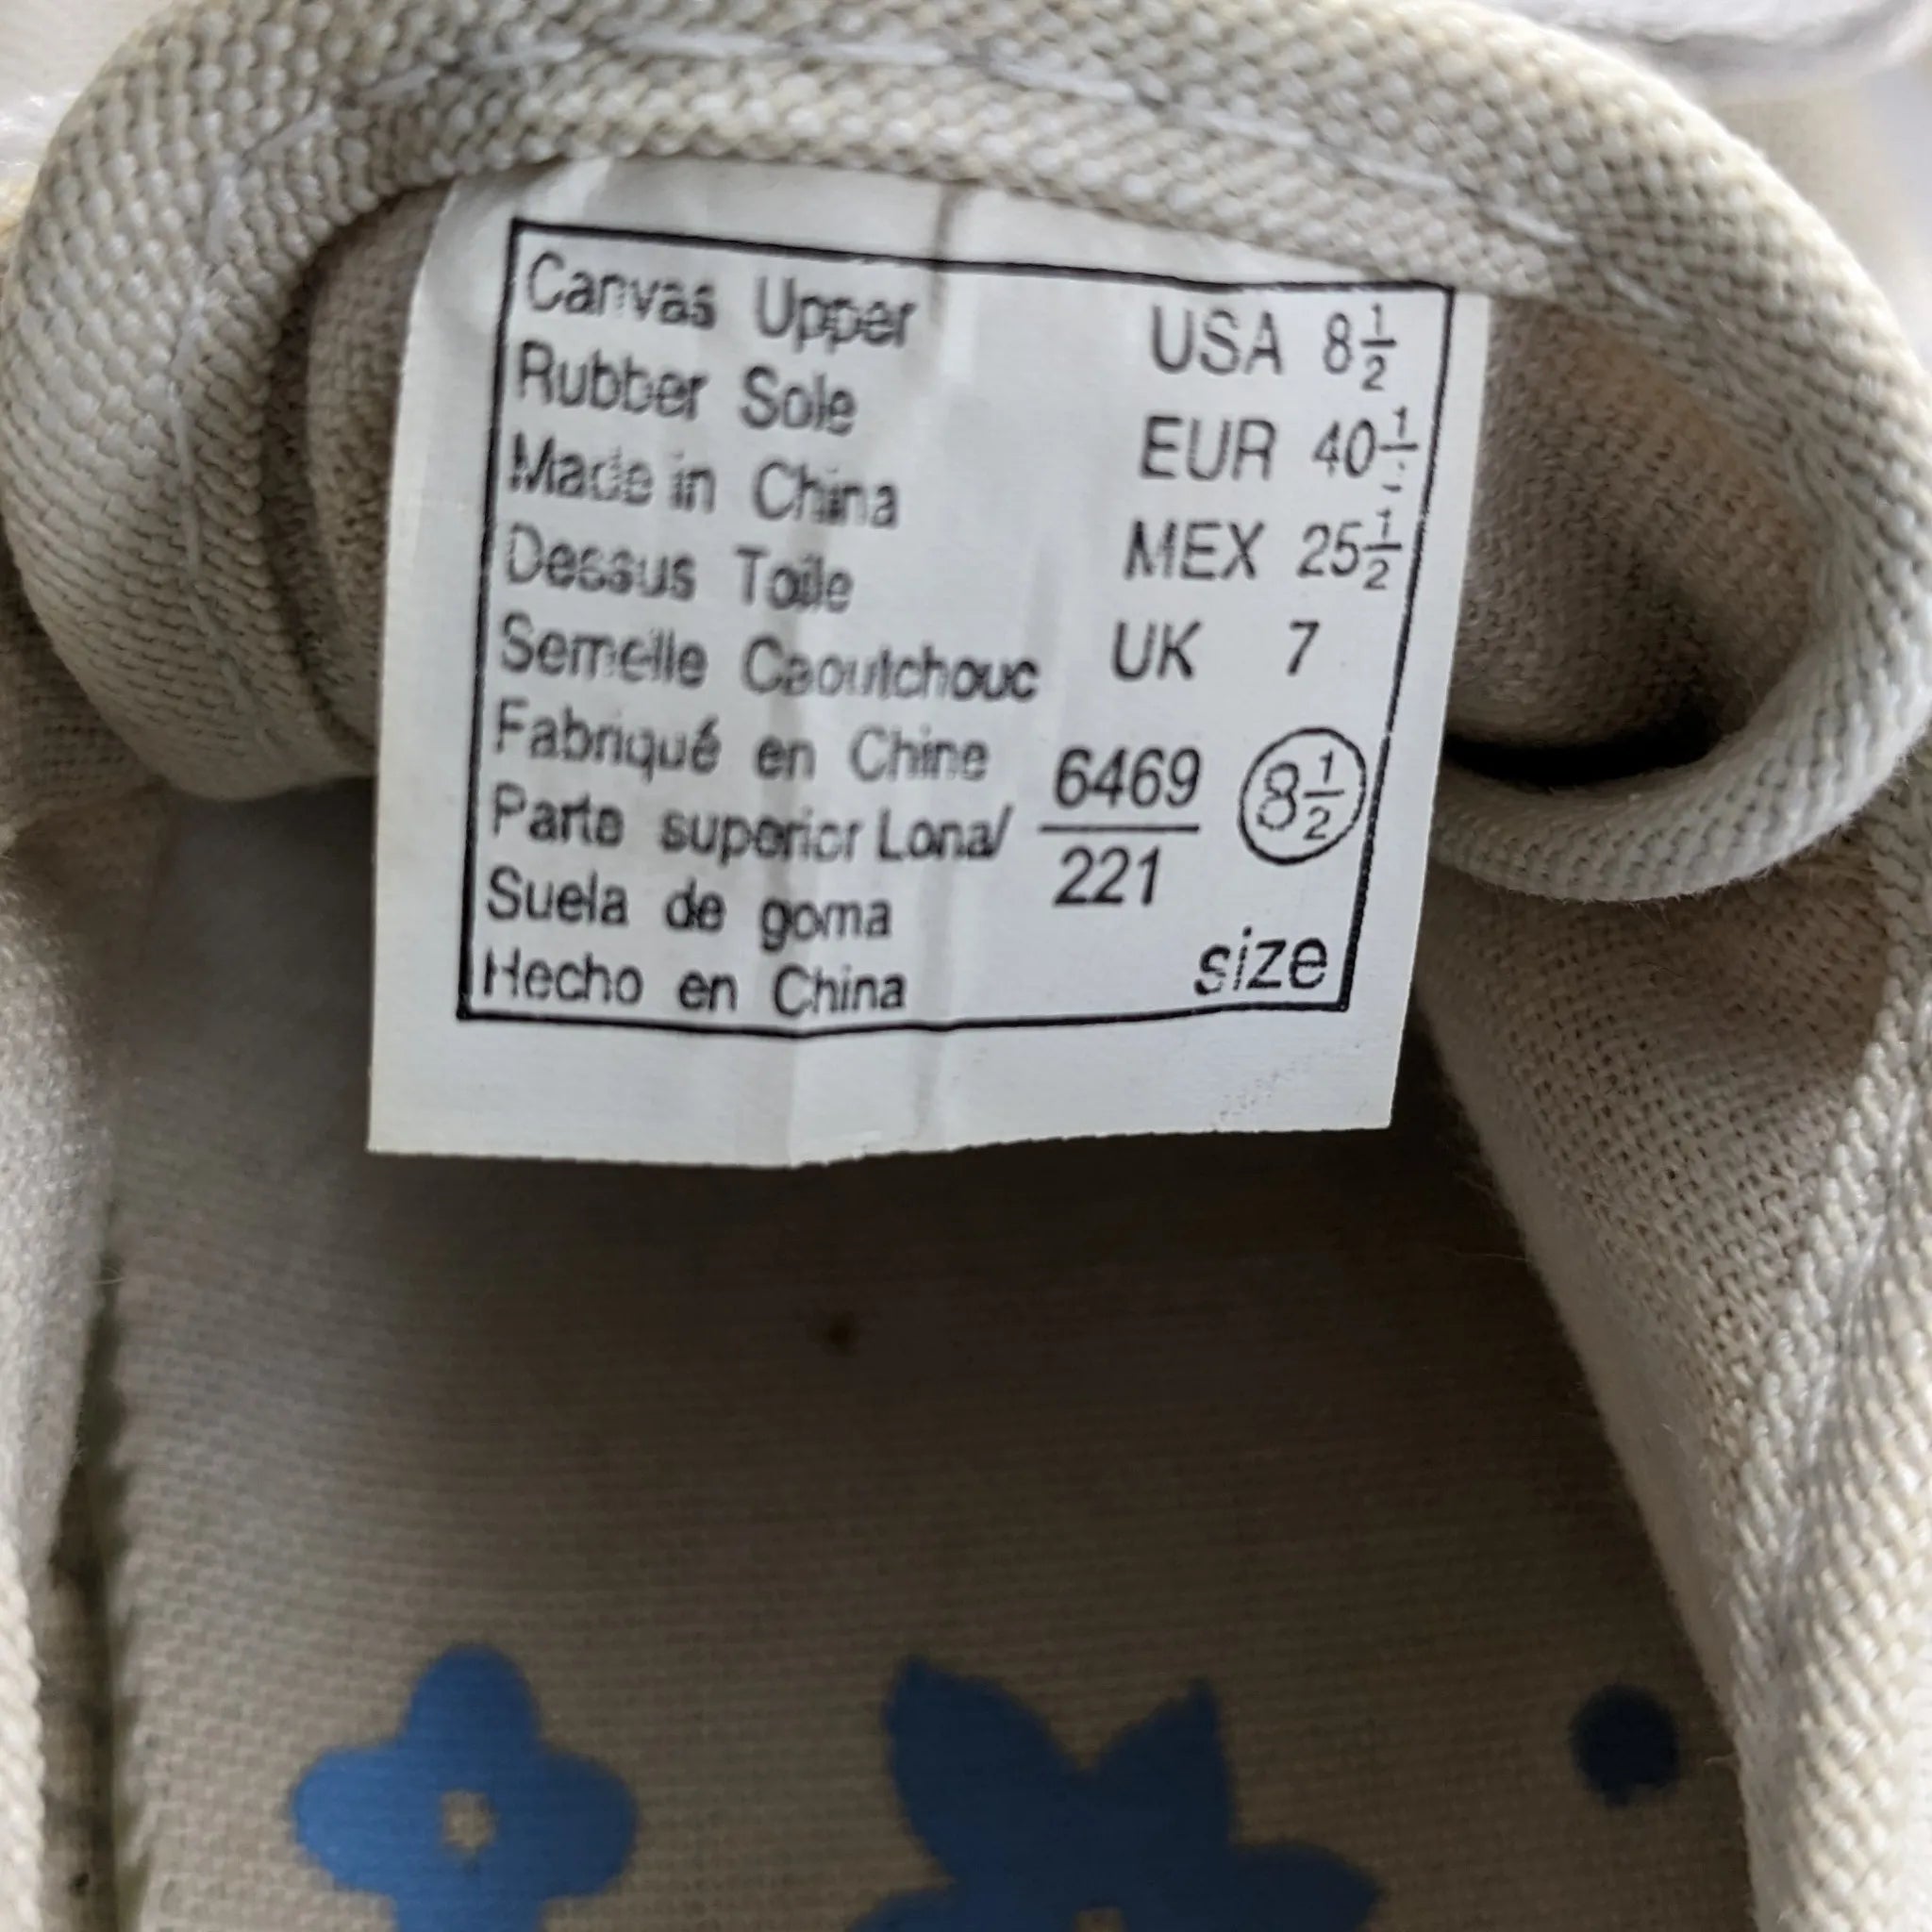 Canvas Upper
Rubber Sole
Made in China
Dessus Toile
Semelle Caoutchouc
Fabriqué en Chine
Parte superior Lona/
Suela de goma
Hecho en China
USA 8 1/2
EUR 40 1/2
MEX 25 1/2
UK 7
6469
221
8 1/2
size